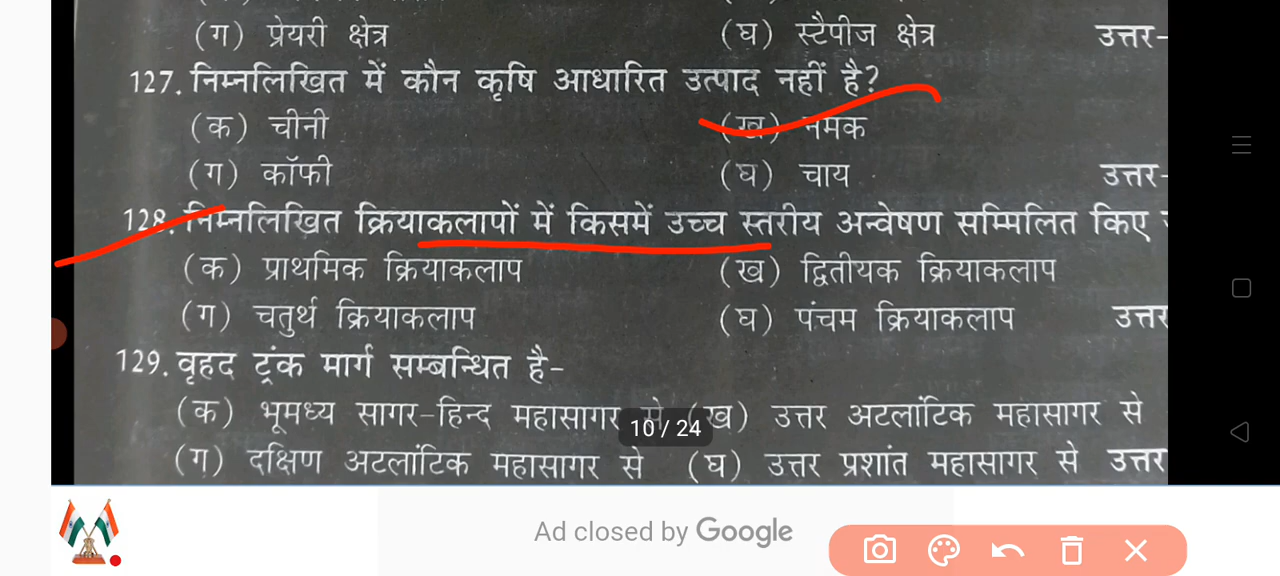 (ग) प्रेयरी क्षेत्र (घ) स्टैपीज क्षेत्र उत्तर-
127. निम्नलिखित में कौन कृषि आधारित उत्पाद नहीं है?
(क) चीनी (ख) नमक
(ग) कॉफी (घ) चाय उत्तर-
128. निम्नलिखित क्रियाकलापों में किसमें उच्च स्तरीय अन्वेषण सम्मिलित किए
(क) प्राथमिक क्रियाकलाप (ख) द्वितीयक क्रियाकलाप
(ग) चतुर्थ क्रियाकलाप (घ) पंचम क्रियाकलाप उत्तर
129. वृहद ट्रंक मार्ग सम्बन्धित है-
(क) भूमध्य सागर-हिन्द महासागर से (ख) उत्तर अटलांटिक महासागर से
10 / 24
(ग) दक्षिण अटलांटिक महासागर से (घ) उत्तर प्रशांत महासागर से उत्तर
Ad closed by Google